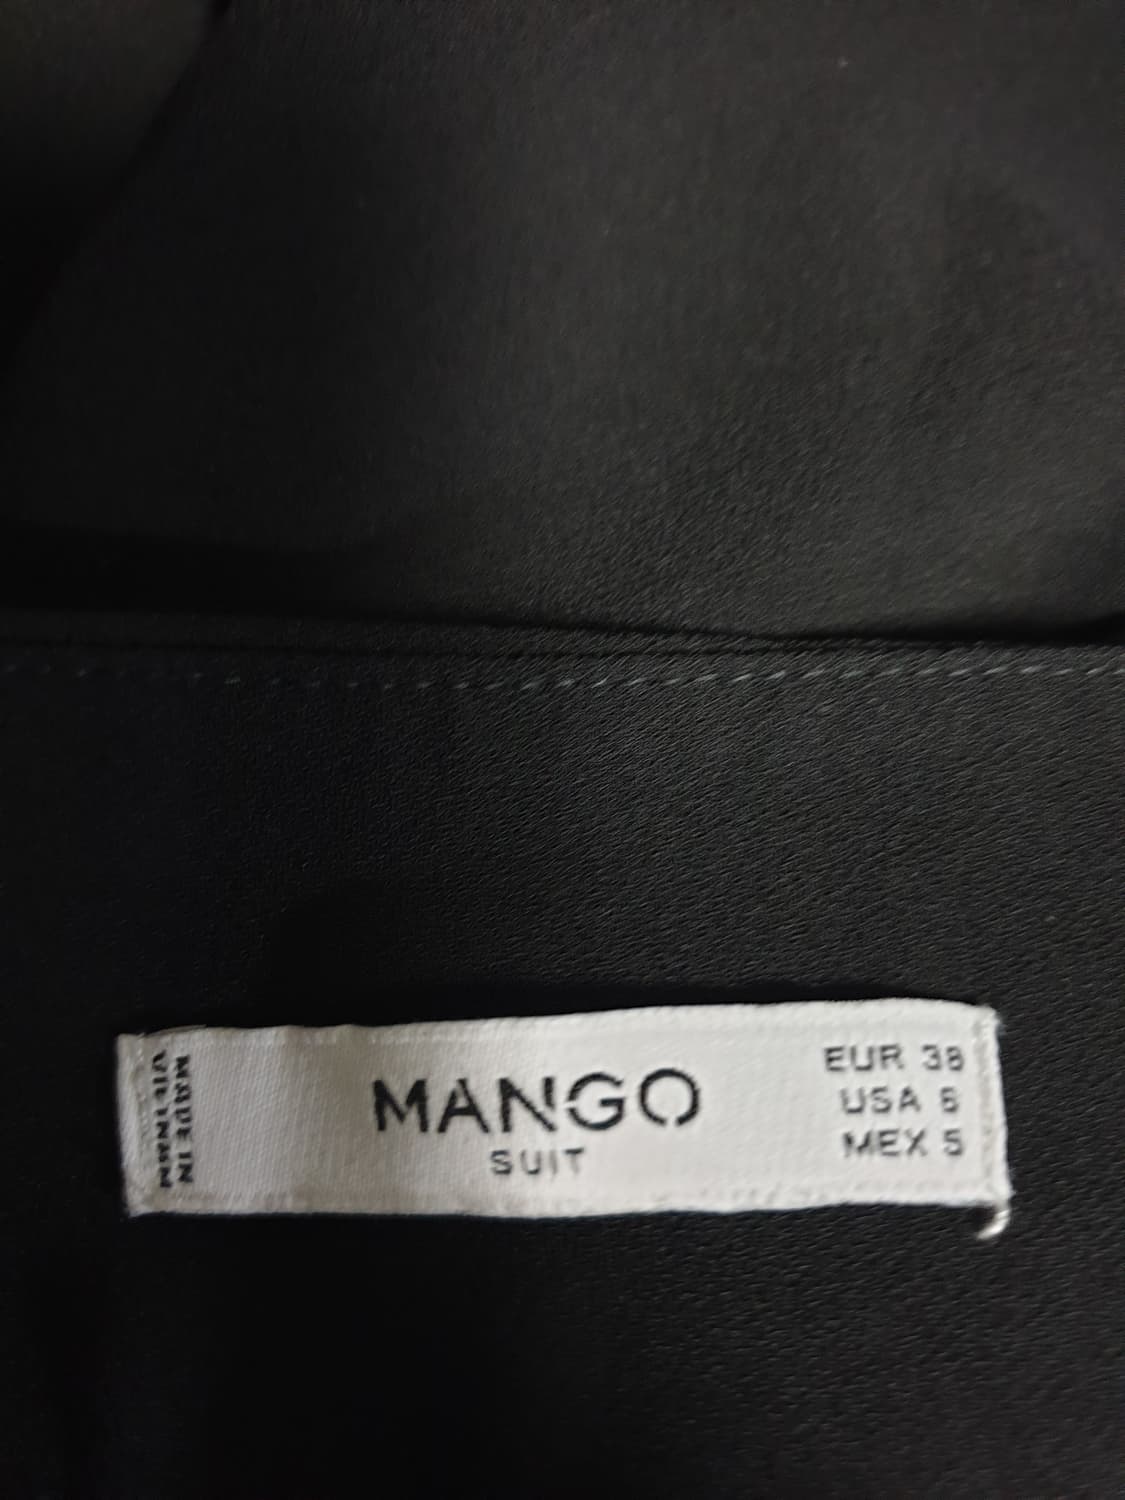 MADE IN
VIETNAM
MANGO
SUIT
EUR 38
USA 6
MEX 5